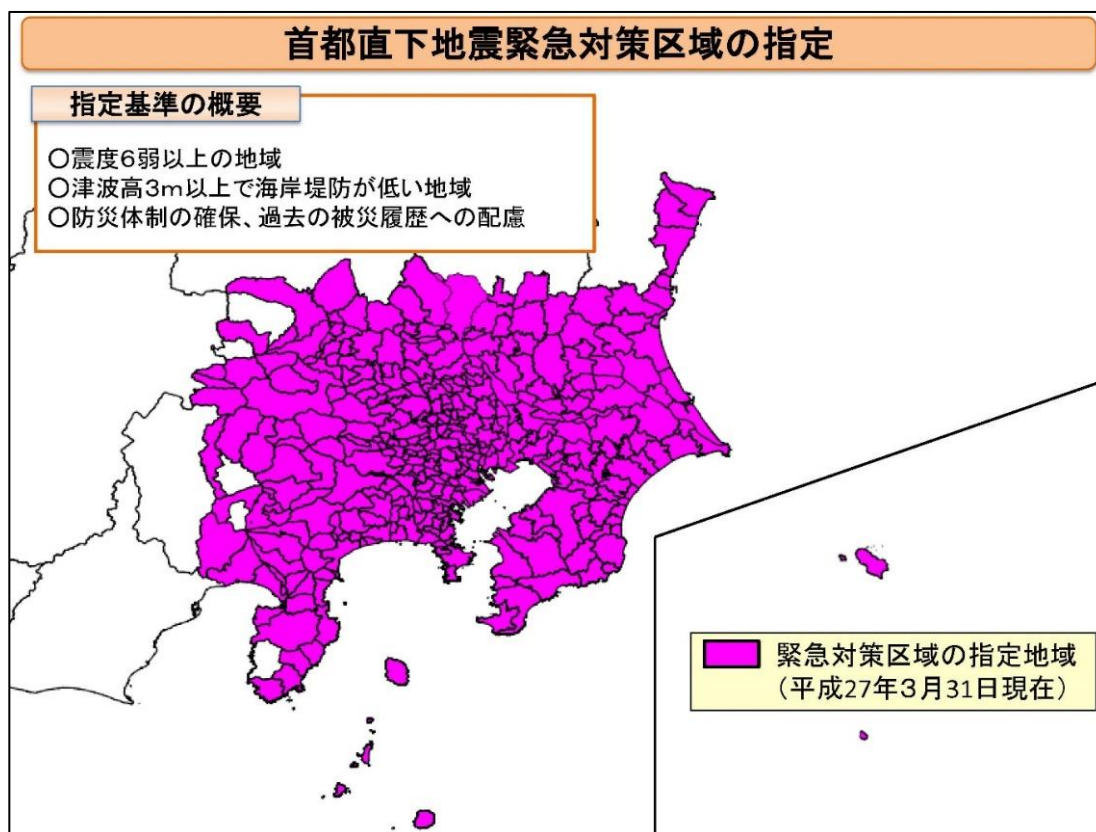 首都直下地震緊急対策区域の指定
指定基準の概要
○震度6弱以上の地域
○津波高3m以上で海岸堤防が低い地域
○防災体制の確保、過去の被災履歴への配慮
緊急対策区域の指定地域
（平成27年3月31日現在）